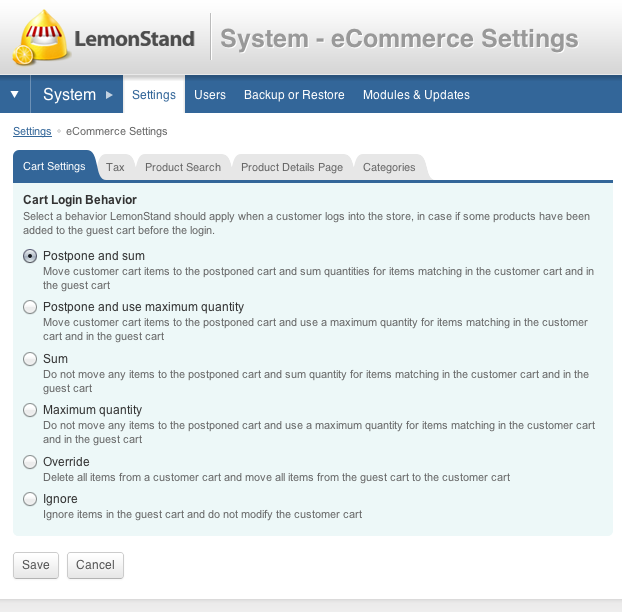 LemonStand
System - eCommerce Settings
System
Settings
Users
Backup or Restore
Modules & Updates
Settings • eCommerce Settings
Cart Settings
Tax
Product Search
Product Details Page
Categories
Cart Login Behavior
Select a behavior LemonStand should apply when a customer logs into the store, in case if some products have been
added to the guest cart before the login.
Postpone and sum
Move customer cart items to the postponed cart and sum quantities for items matching in the customer cart and in
the guest cart
Postpone and use maximum quantity
Move customer cart items to the postponed cart and use a maximum quantity for items matching in the customer
cart and in the guest cart
Sum
Do not move any items to the postponed cart and sum quantity for items matching in the customer cart and in the
guest cart
Maximum quantity
Do not move any items to the postponed cart and use a maximum quantity for items matching in the customer cart
and in the guest cart
Override
Delete all items from a customer cart and move all items from the guest cart to the customer cart
Ignore
Ignore items in the guest cart and do not modify the customer cart
Save
Cancel